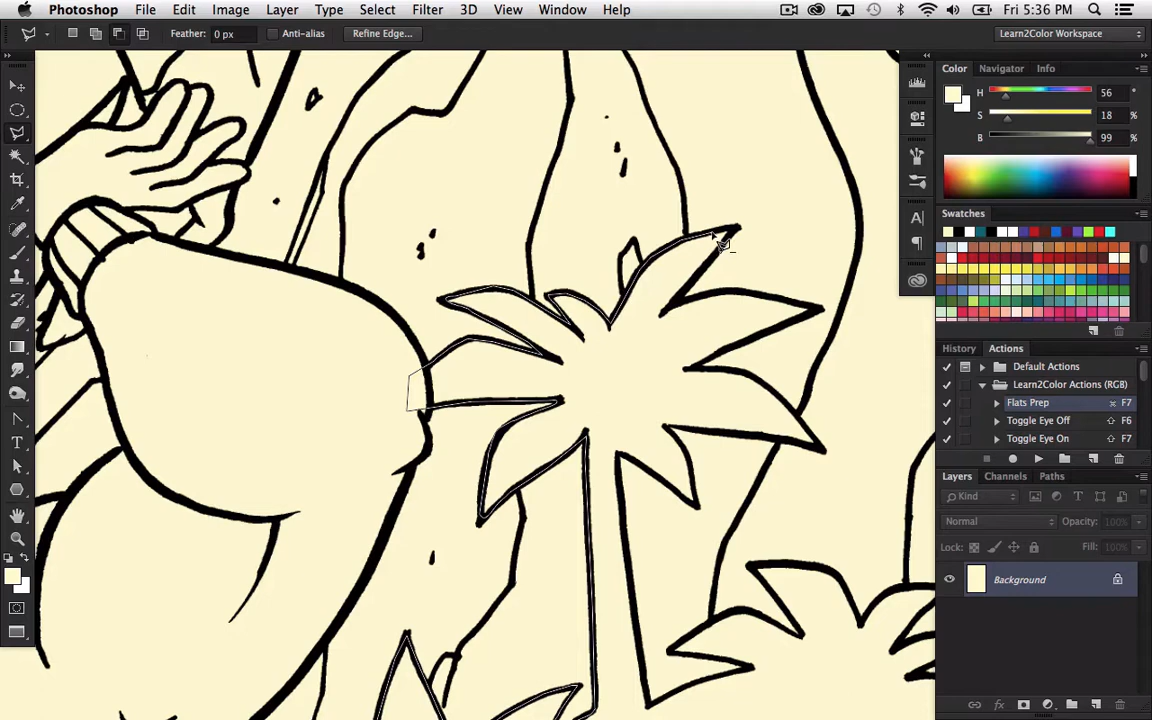 Photoshop File Edit Image Layer Type Select Filter 3D View Window Help Fri 5:36 PM
Feather: 0 px Anti-alias Refine Edge... Learn2Color Workspace
Color Navigator Info
H 56 °
S 18 %
B 99 %
Swatches
History Actions
Default Actions
Learn2Color Actions (RGB)
Flats Prep F7
Toggle Eye Off F6
Toggle Eye On F7
Layers Channels Paths
Kind
Normal Opacity: 100%
Lock: Fill: 100%
Background